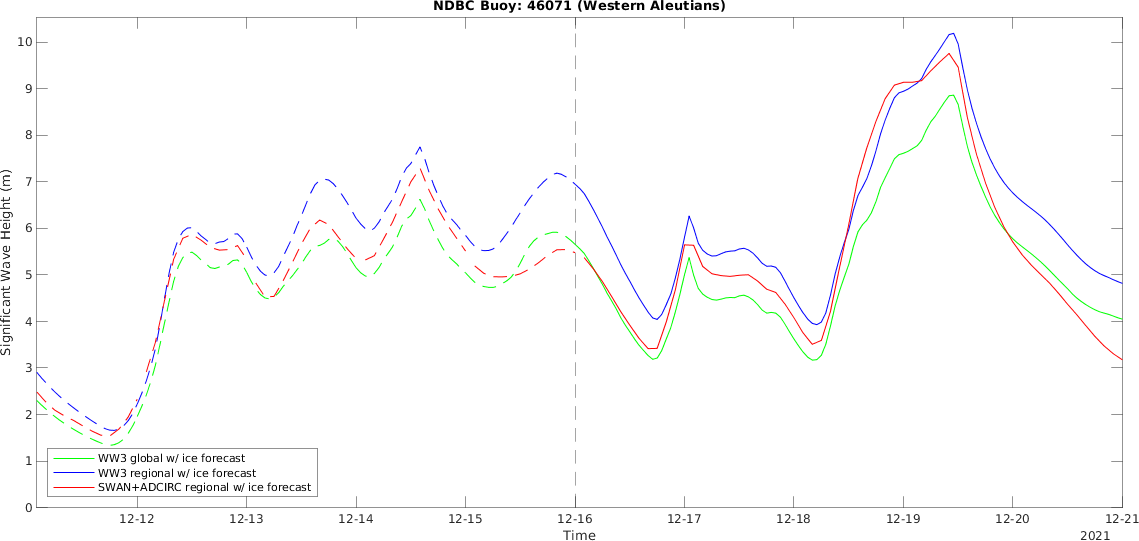 NDBC Buoy: 46071 (Western Aleutians)
Significant Wave Height (m)
10
9
8
7
6
5
4
3
2
1
0
WW3 global w/ ice forecast
WW3 regional w/ ice forecast
SWAN+ADCIRC regional w/ ice forecast
12-12 12-13 12-14 12-15 12-16 12-17 12-18 12-19 12-20 12-21
Time
2021